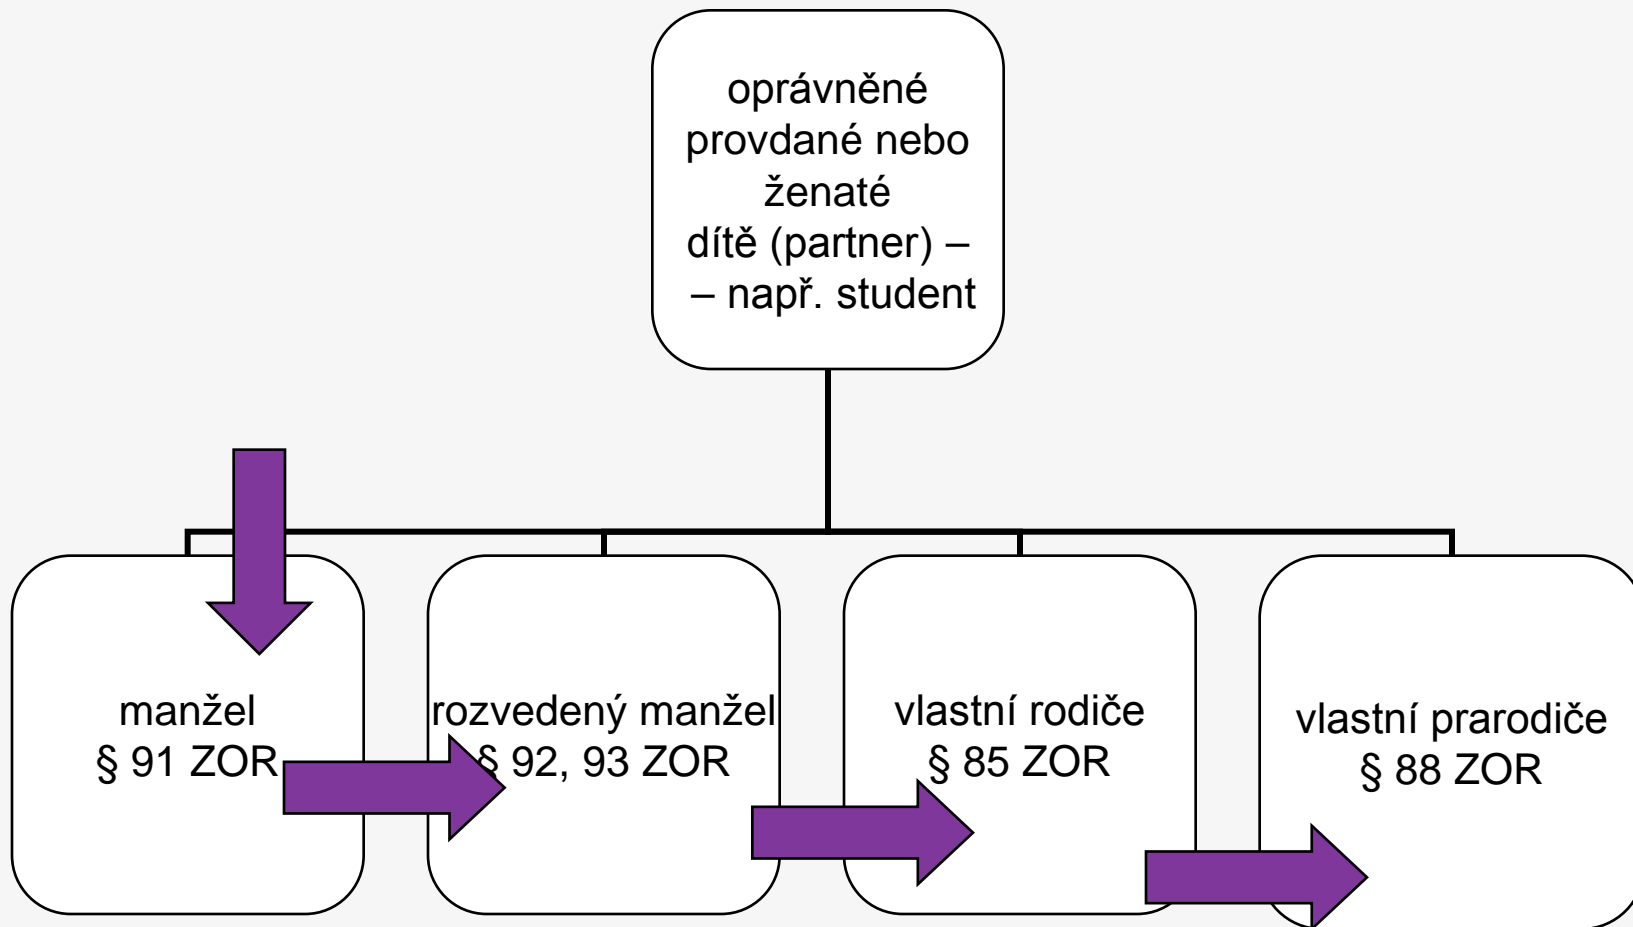 oprávněné
provdané nebo
ženaté
dítě (partner) –
– např. student
manžel
§ 91 ZOR
rozvedený manžel
§ 92, 93 ZOR
vlastní rodiče
§ 85 ZOR
vlastní prarodiče
§ 88 ZOR